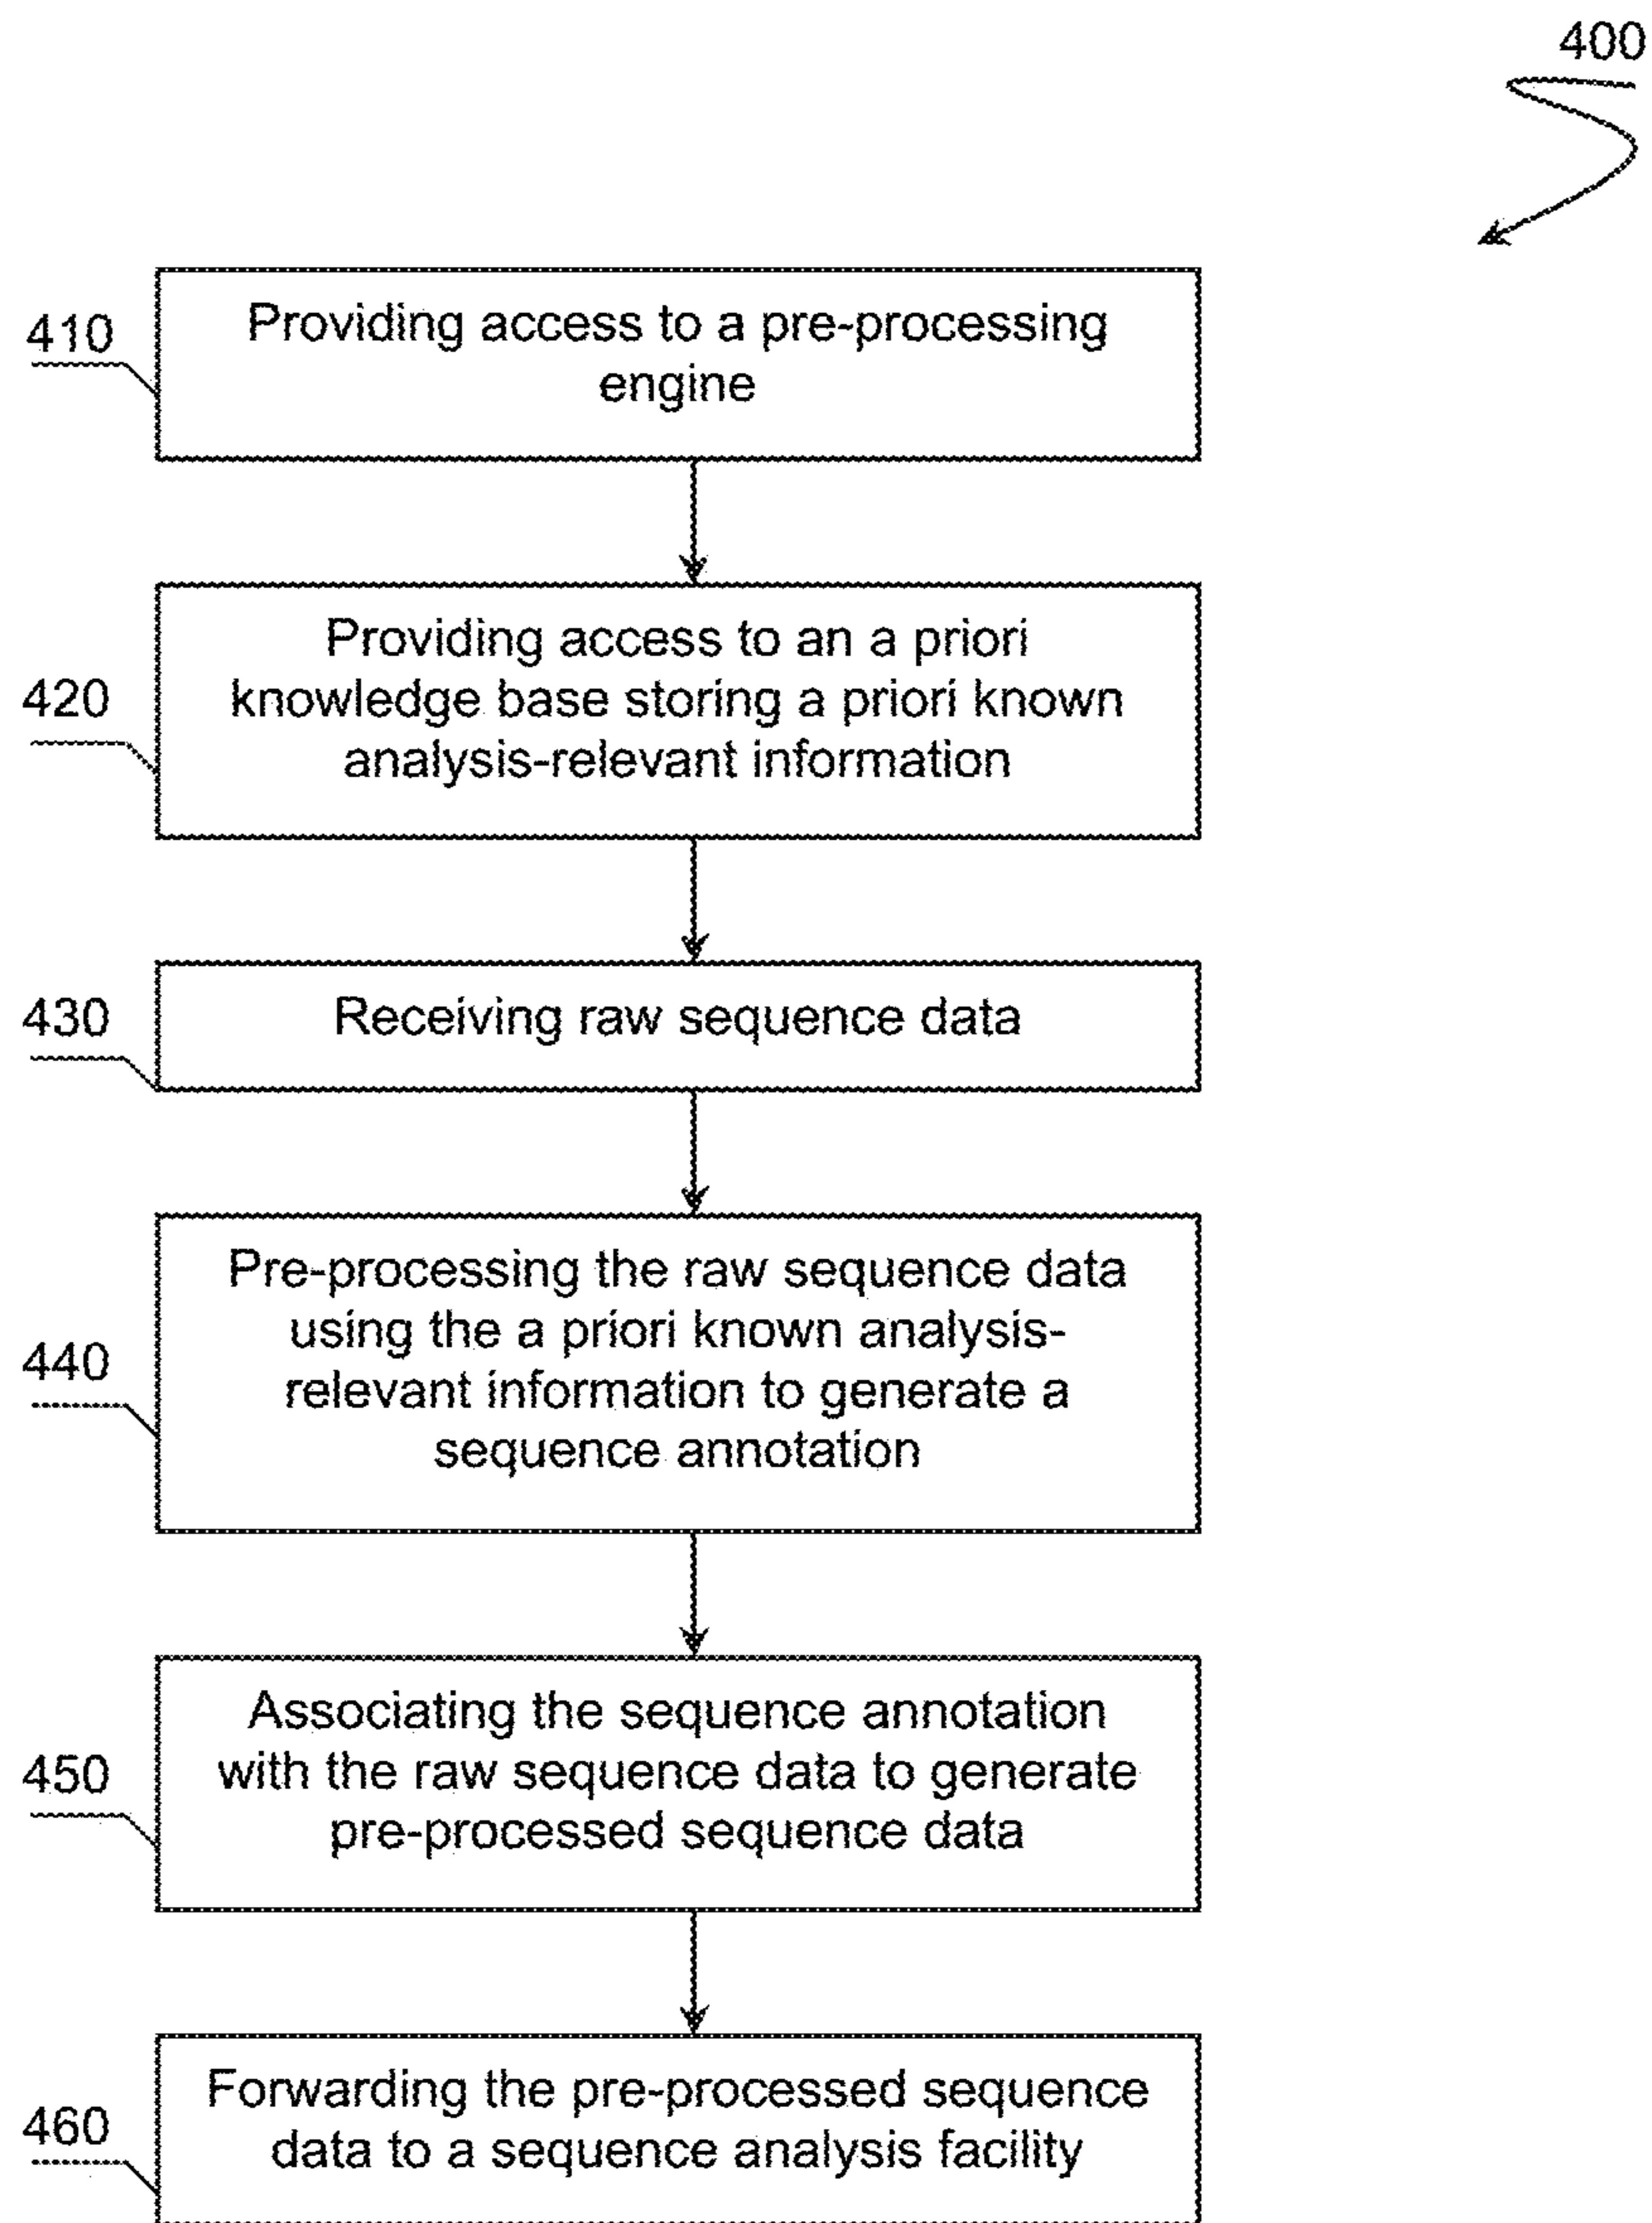 400
410
Providing access to a pre-processing
engine
420
Providing access to an a priori
knowledge base storing a priori known
analysis-relevant information
430
Receiving raw sequence data
440
Pre-processing the raw sequence data
using the a priori known analysis-
relevant information to generate a
sequence annotation
450
Associating the sequence annotation
with the raw sequence data to generate
pre-processed sequence data
460
Forwarding the pre-processed sequence
data to a sequence analysis facility